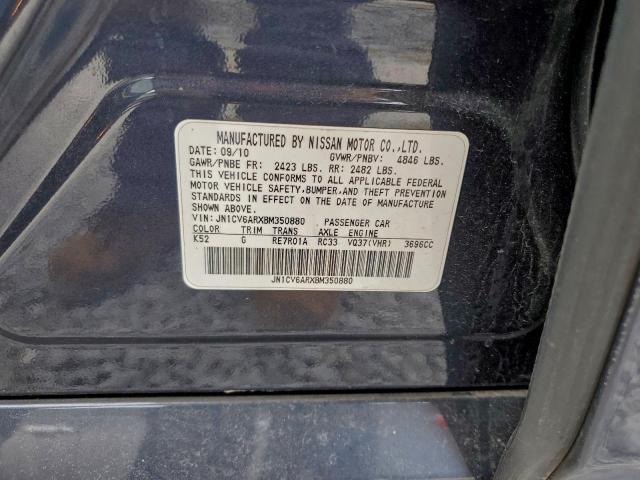 MANUFACTURED BY NISSAN MOTOR CO.,LTD.
DATE: 09/10 GVWR/PNBV: 4846 LBS.
GAWR/PNBE FR: 2423 LBS. RR: 2482 LBS.
THIS VEHICLE CONFORMS TO ALL APPLICABLE FEDERAL
MOTOR VEHICLE SAFETY, BUMPER, AND THEFT PREVENTION
STANDARDS IN EFFECT ON THE DATE OF MANUFACTURE
SHOWN ABOVE.
VIN: JN1CV6ARXBM350880 PASSENGER CAR
COLOR TRIM TRANS AXLE ENGINE
K52 G RE7R01A RC33 VQ37(VHR) 3696CC
JN1CV6ARXBM350880